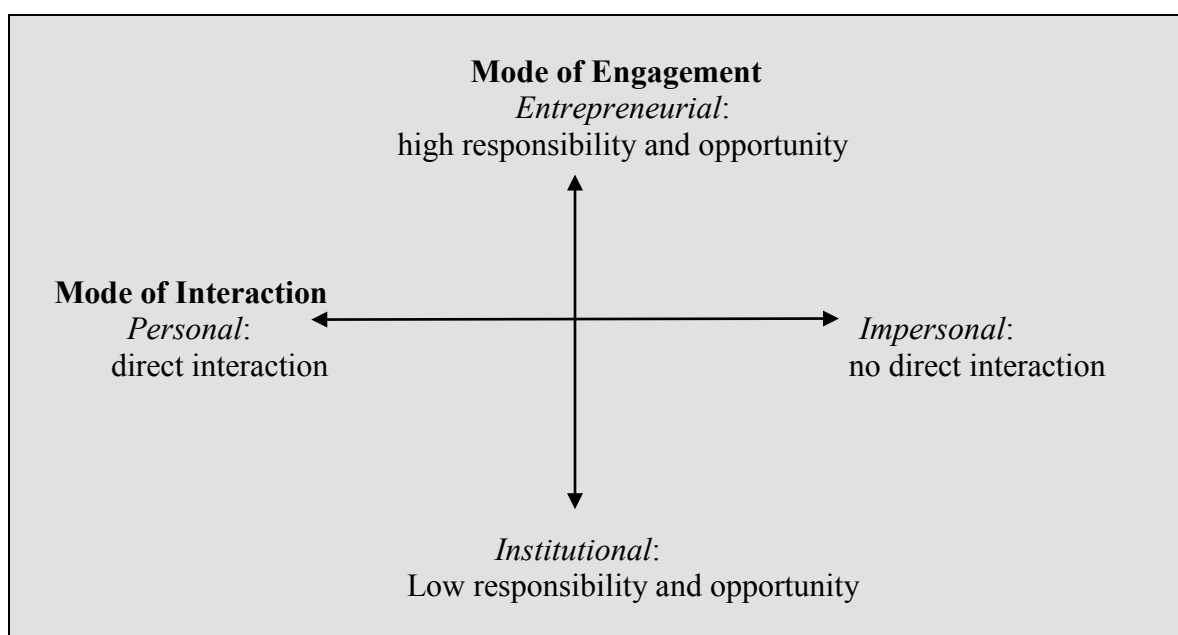 Mode of Engagement
Entrepreneurial:
high responsibility and opportunity
Mode of Interaction
Personal:
direct interaction
Impersonal:
no direct interaction
Institutional:
Low responsibility and opportunity